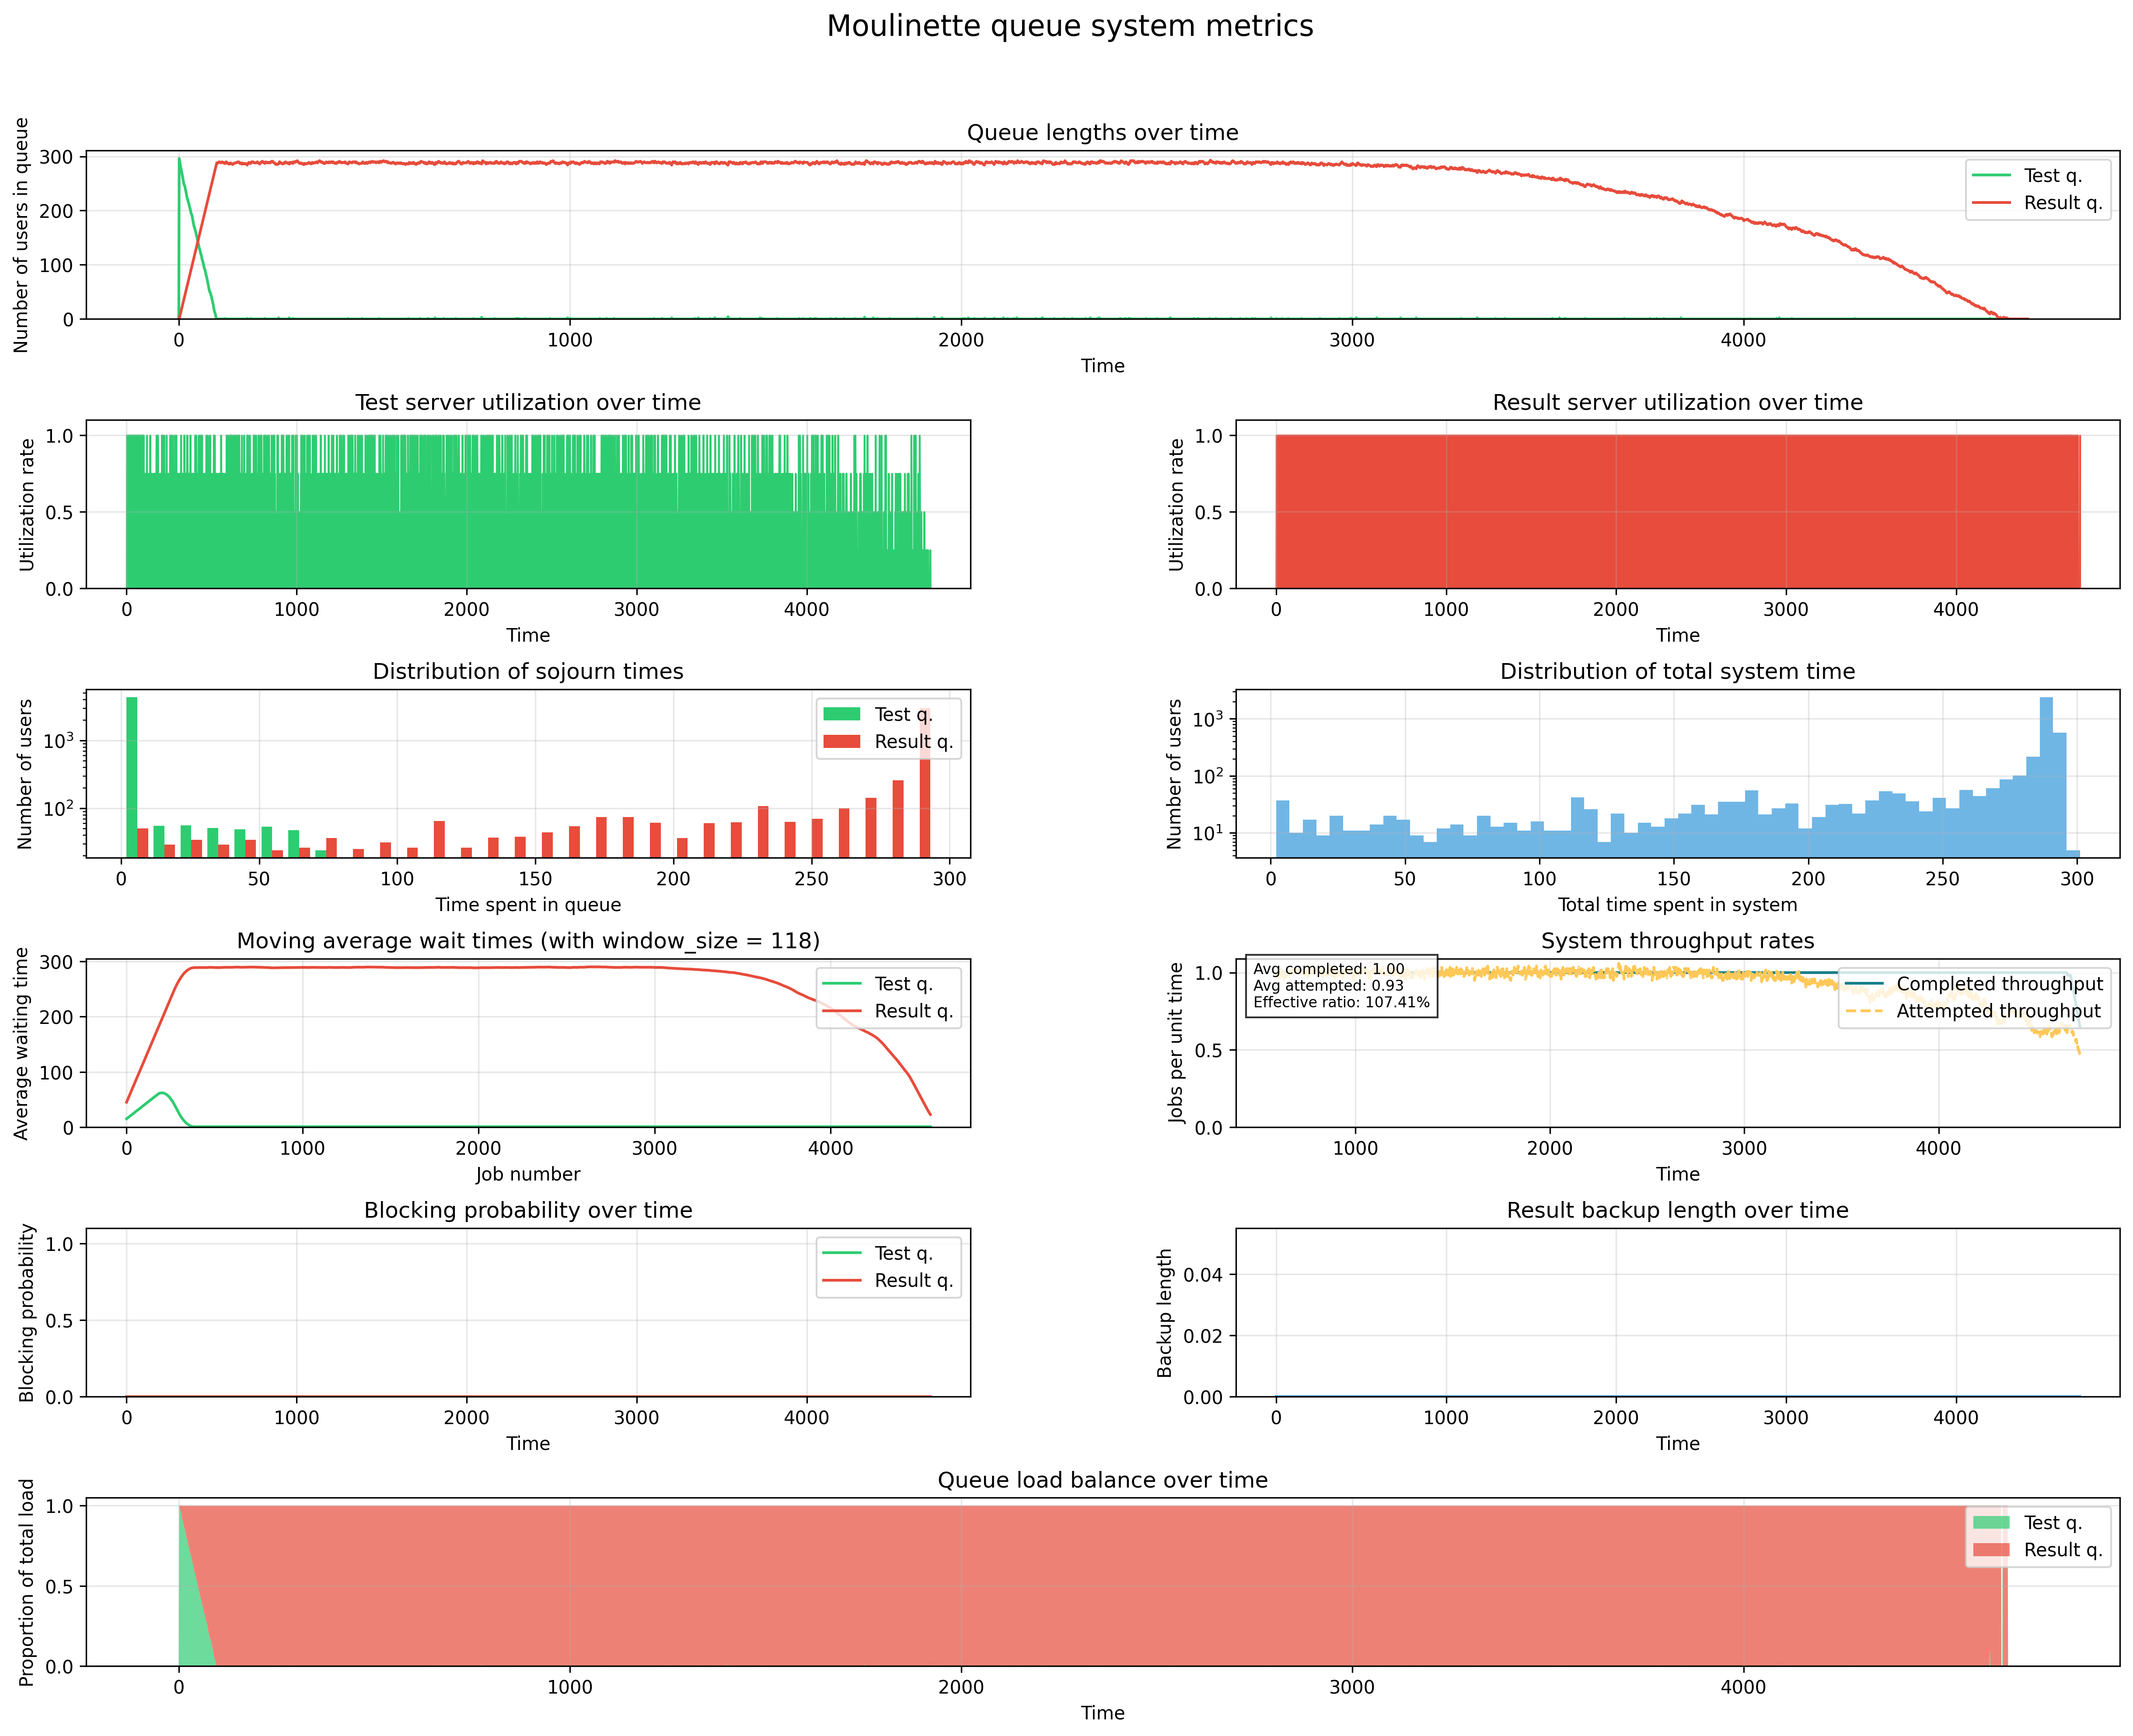 Moulinette queue system metrics
Queue lengths over time
Number of users in queue
300
200
100
0
Test q.
Result q.
0 1000 2000 3000 4000
Time
Test server utilization over time
Utilization rate
1.0
0.5
0.0
0 1000 2000 3000 4000
Time
Result server utilization over time
Utilization rate
1.0
0.5
0.0
0 1000 2000 3000 4000
Time
Distribution of sojourn times
Number of users
10³
10²
Test q.
Result q.
0 50 100 150 200 250 300
Time spent in queue
Distribution of total system time
Number of users
10³
10²
10¹
0 50 100 150 200 250 300
Total time spent in system
Moving average wait times (with window_size = 118)
Average waiting time
300
200
100
0
Test q.
Result q.
0 1000 2000 3000 4000
Job number
System throughput rates
Jobs per unit time
1.0
0.5
0.0
Avg completed: 1.00
Avg attempted: 0.93
Effective ratio: 107.41%
Completed throughput
Attempted throughput
1000 2000 3000 4000
Time
Blocking probability over time
Blocking probability
1.0
0.5
0.0
Test q.
Result q.
0 1000 2000 3000 4000
Time
Result backup length over time
Backup length
0.04
0.02
0.00
0 1000 2000 3000 4000
Time
Queue load balance over time
Proportion of total load
1.0
0.5
0.0
Test q.
Result q.
0 1000 2000 3000 4000
Time